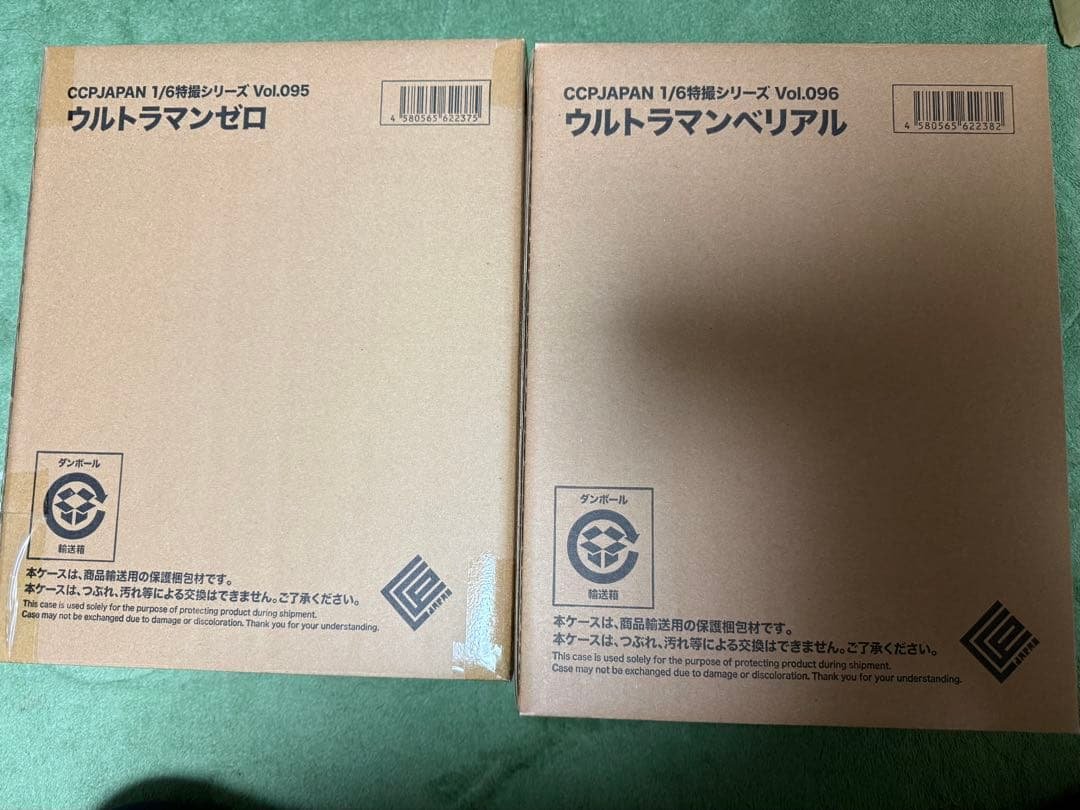 CCPJAPAN 1/6特撮シリーズ Vol.095
ウルトラマンゼロ
4 580565 622375
ダンボール
輸送箱
本ケースは、商品輸送用の保護梱包材です。
本ケースは、つぶれ、汚れ等による交換はできません。ご了承ください。
This case is used solely for the purpose of protecting product during shipment.
Case may not be exchanged due to damage or discoloration. Thank you for your understanding.
CCP JAPAN
CCPJAPAN 1/6特撮シリーズ Vol.096
ウルトラマンベリアル
4 580565 622382
ダンボール
輸送箱
本ケースは、商品輸送用の保護梱包材です。
本ケースは、つぶれ、汚れ等による交換はできません。ご了承ください。
This case is used solely for the purpose of protecting product during shipment.
Case may not be exchanged due to damage or discoloration. Thank you for your understanding.
CCP JAPAN